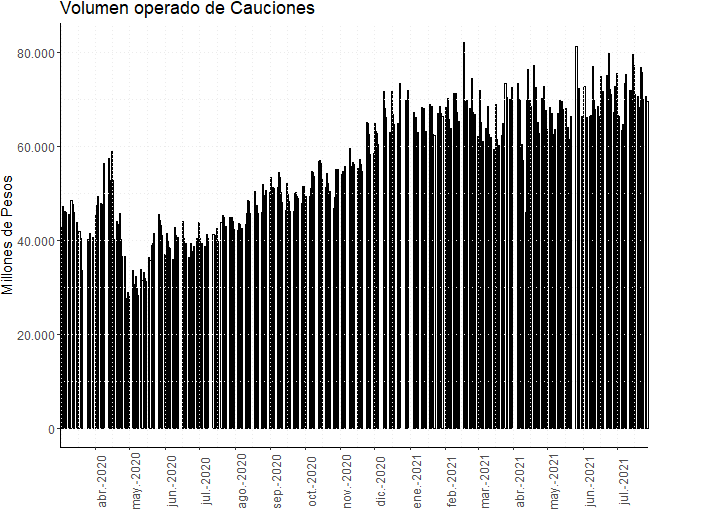 Volumen operado de Cauciones
Millones de Pesos
80.000
60.000
40.000
20.000
0
abr.-2020
may.-2020
jun.-2020
jul.-2020
ago.-2020
sep.-2020
oct.-2020
nov.-2020
dic.-2020
ene.-2021
feb.-2021
mar.-2021
abr.-2021
may.-2021
jun.-2021
jul.-2021